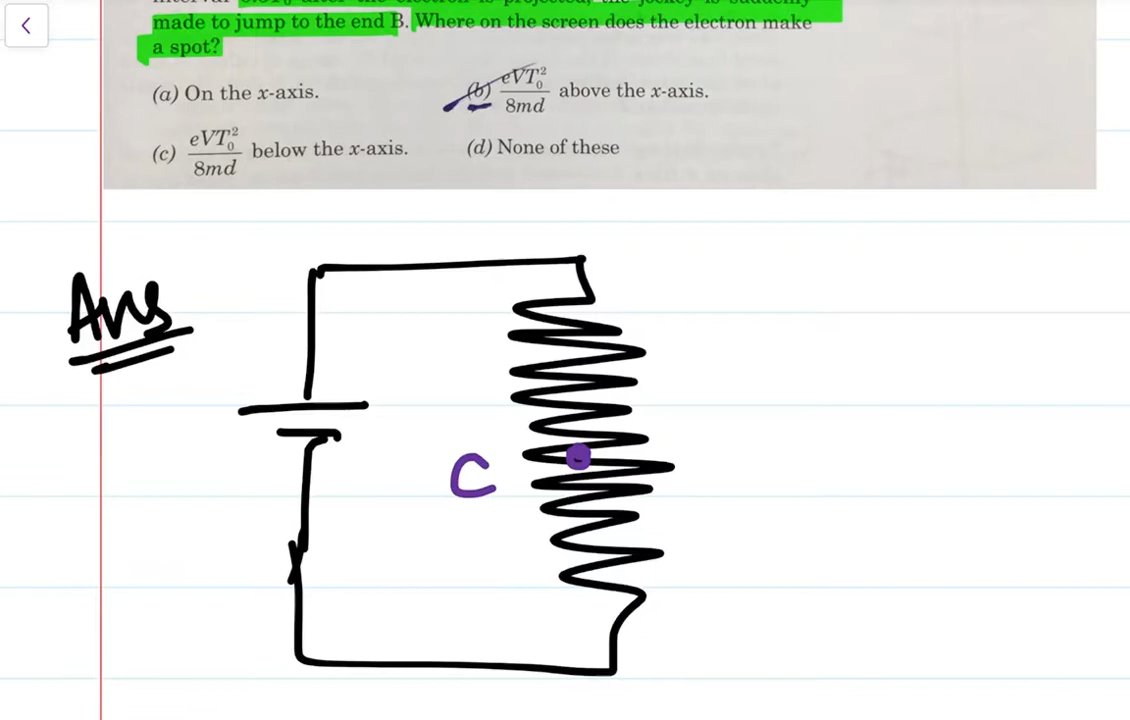 made to jump to the end B. Where on the screen does the electron make
a spot?
(a) On the x-axis.
(b) eVT₀²/8md above the x-axis.
(c) eVT₀²/8md below the x-axis.
(d) None of these
Ans
C